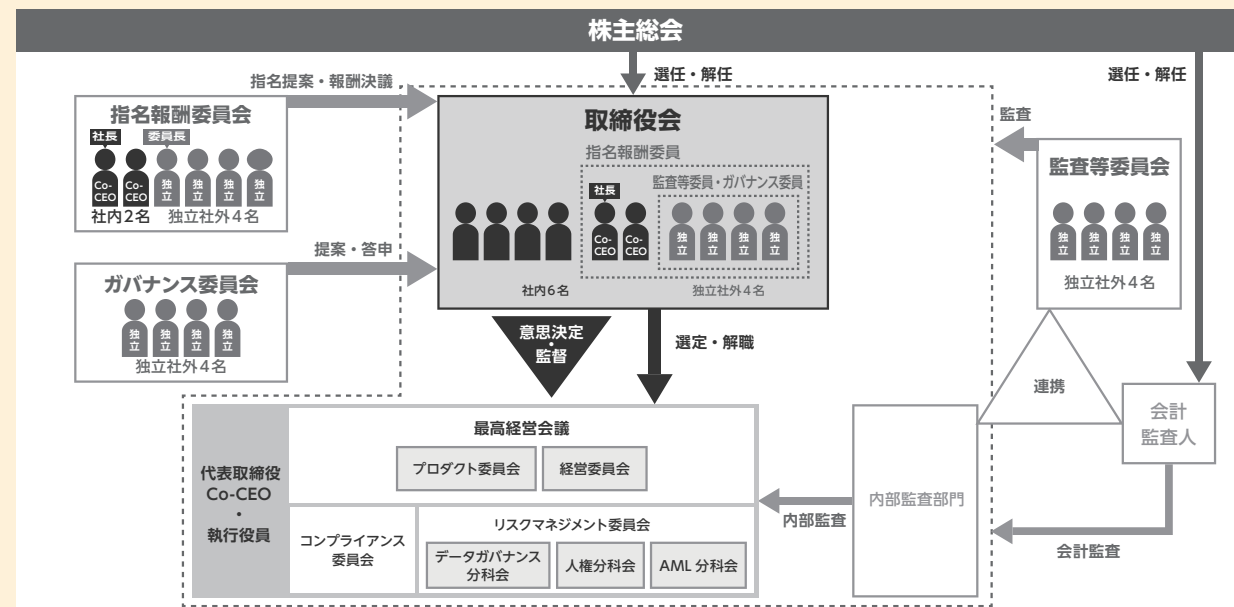 株主総会
選任・解任
選任・解任
指名提案・報酬決議
指名報酬委員会
社長
委員長
Co-
CEO
Co-
CEO
独
立
独
立
独
立
独
立
社内2名
独立社外4名
提案・答申
ガバナンス委員会
独
立
独
立
独
立
独
立
独立社外4名
取締役会
指名報酬委員
監査等委員・ガバナンス委員
社長
Co-
CEO
Co-
CEO
独
立
独
立
独
立
独
立
社内6名
独立社外4名
監査
監査等委員会
独
立
独
立
独
立
独
立
独立社外4名
意思決定
・
監督
選定・解職
連携
会計
監査人
代表取締役
Co-CEO
・
執行役員
最高経営会議
プロダクト委員会
経営委員会
コンプライアンス
委員会
リスクマネジメント委員会
データガバナンス
分科会
人権分科会
AML 分科会
内部監査
内部監査部門
会計監査